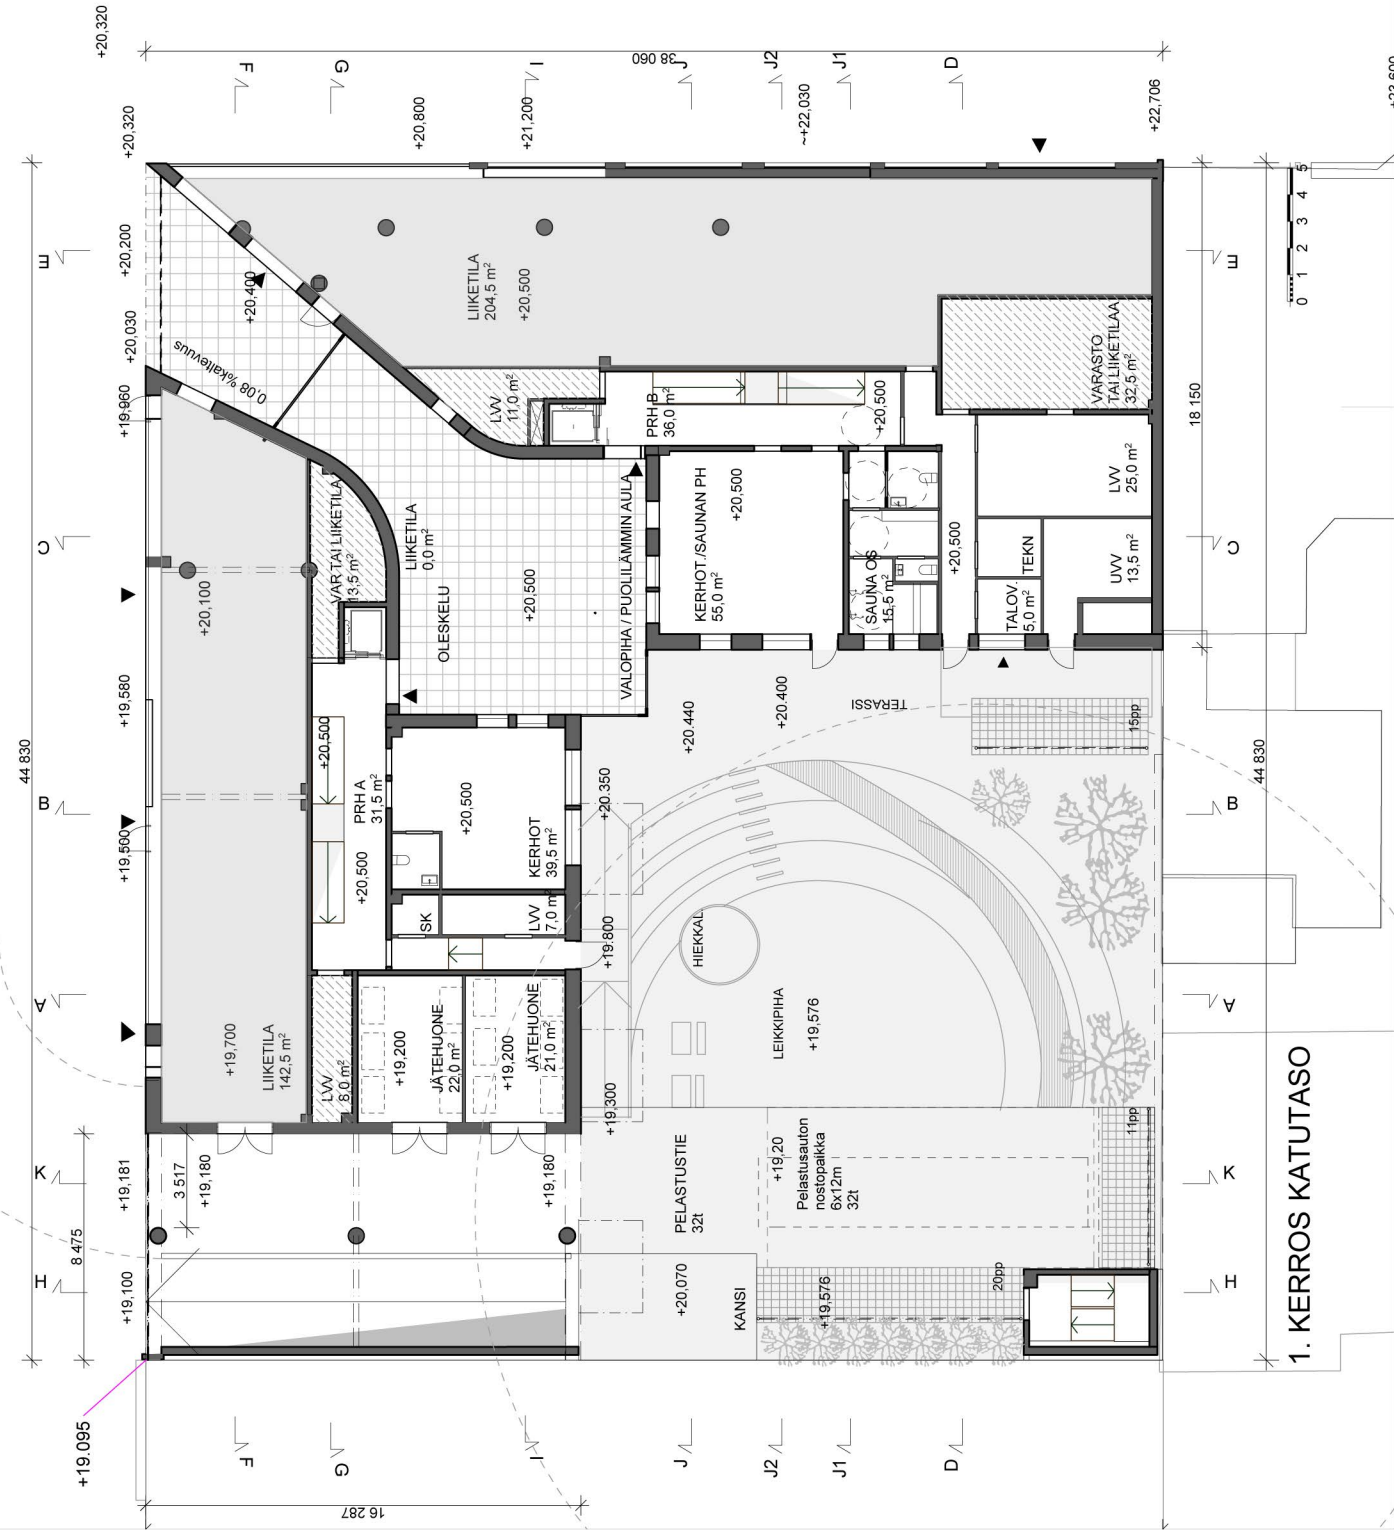 +20,320
38 060
F
G
I
J
J2
J1
D
+20,320
+20,800
+21,200
~+22,030
+22,706
E
+20,200
+20,400
LIIKETILA
204,5 m²
+20,500
E
0 1 2 3 4 5
+20,030
0,08 %kaltevuus
+19,960
LVV
11,0 m²
PRH B
36,0 m²
+20,500
VARASTO
TAI LIIKETILAA
32,5 m²
18 150
C
VAR TAI LIIKETILA
13,5 m²
LIIKETILA
0,0 m²
+20,100
OLESKELU
+20,500
VALOPIHA / PUOLILÄMMIN AULA
KERHOT./SAUNAN PH
55,0 m²
+20,500
SAUNA OS
15,5 m²
+20,500
TALOV.
5,0 m²
TEKN
LVV
25,0 m²
UVV
13,5 m²
C
+19,580
44 830
B
+19,500
+20,500
PRH A
31,5 m²
+20,500
+20,500
KERHOT
39,5 m²
SK
LVV
7,0 m²
+20.440
+20.400
+20.350
TERASSI
15pp
44 830
B
A
+19,700
LIIKETILA
142,5 m²
LVV
8,0 m²
+19,200
JÄTEHUONE
22,0 m²
+19,200
JÄTEHUONE
21,0 m²
+19.800
+19,300
HIEKKAL
LEIKKIPIHA
+19,576
A
K
+19,181
3 517
+19,180
+19,180
8 475
PELASTUSTIE
32t
+19,20
Pelastusauton
nostopaikka
6x12m
32t
11pp
K
H
+19,100
+20,070
KANSI
+19,576
20pp
H
+19.095
F
G
I
J
J2
J1
D
16 287
1. KERROS KATUTASO